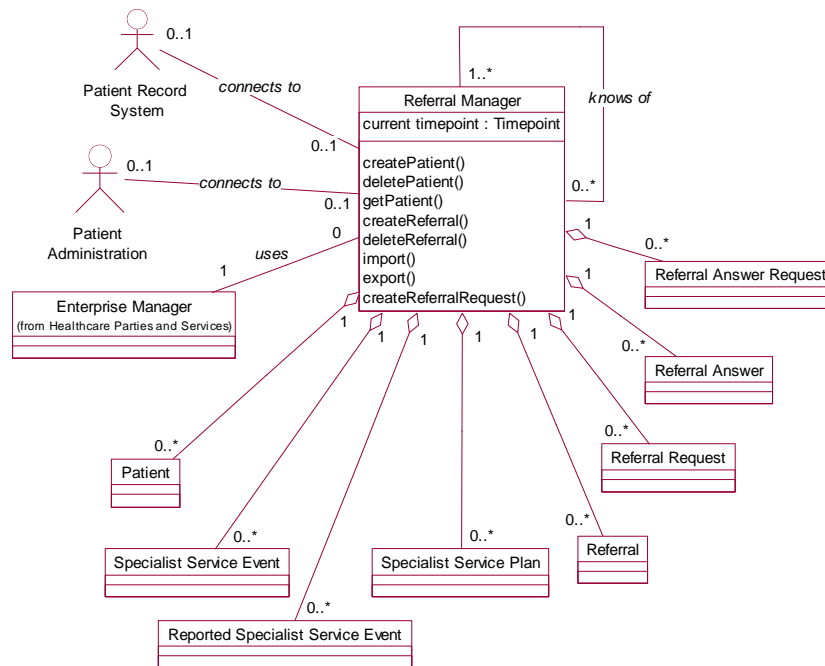 0..1
Patient Record
System
connects to
0..1
1..*
knows of
0..*
Referral Manager
current timepoint : Timepoint
createPatient()
deletePatient()
getPatient()
createReferral()
deleteReferral()
import()
export()
createReferralRequest()
0..1
connects to
0..1
Patient
Administration
uses
0
1
Enterprise Manager
(from Healthcare Parties and Services)
1
0..*
Referral Answer Request
1
0..*
Referral Answer
1
0..*
Referral Request
1
0..*
Referral
1
0..*
Specialist Service Plan
1
0..*
Reported Specialist Service Event
1
0..*
Specialist Service Event
1
0..*
Patient